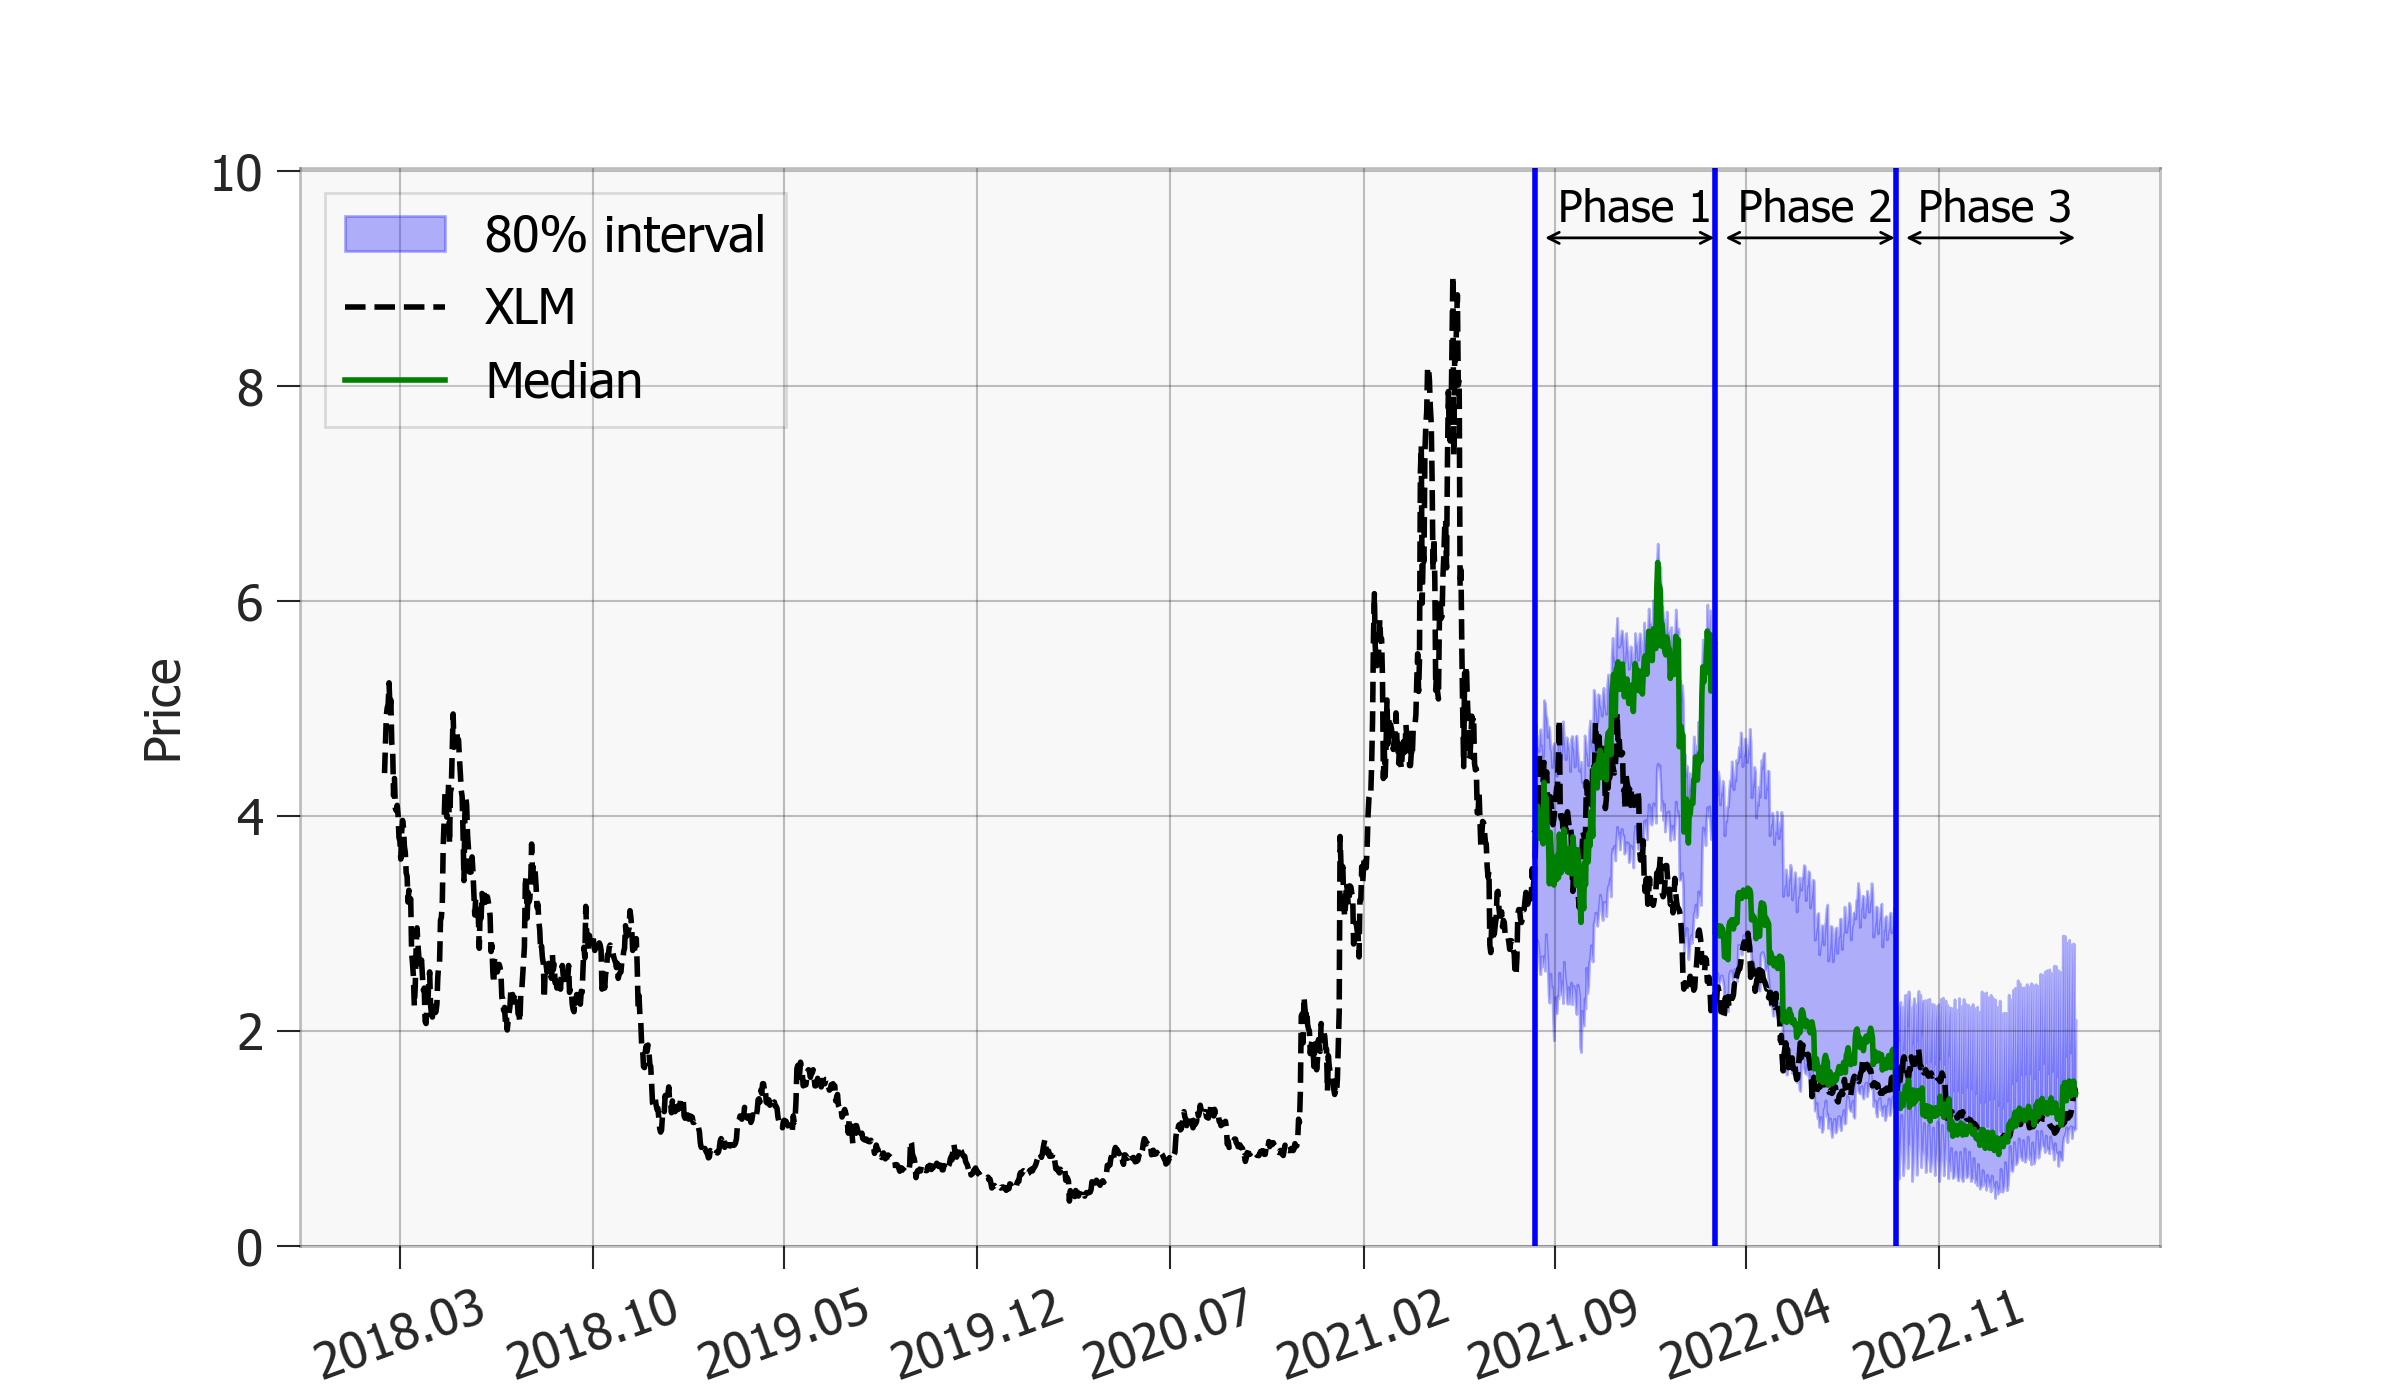 10
8
6
4
2
0
Price
80% interval
XLM
Median
Phase 1
Phase 2
Phase 3
2018.03
2018.10
2019.05
2019.12
2020.07
2021.02
2021.09
2022.04
2022.11